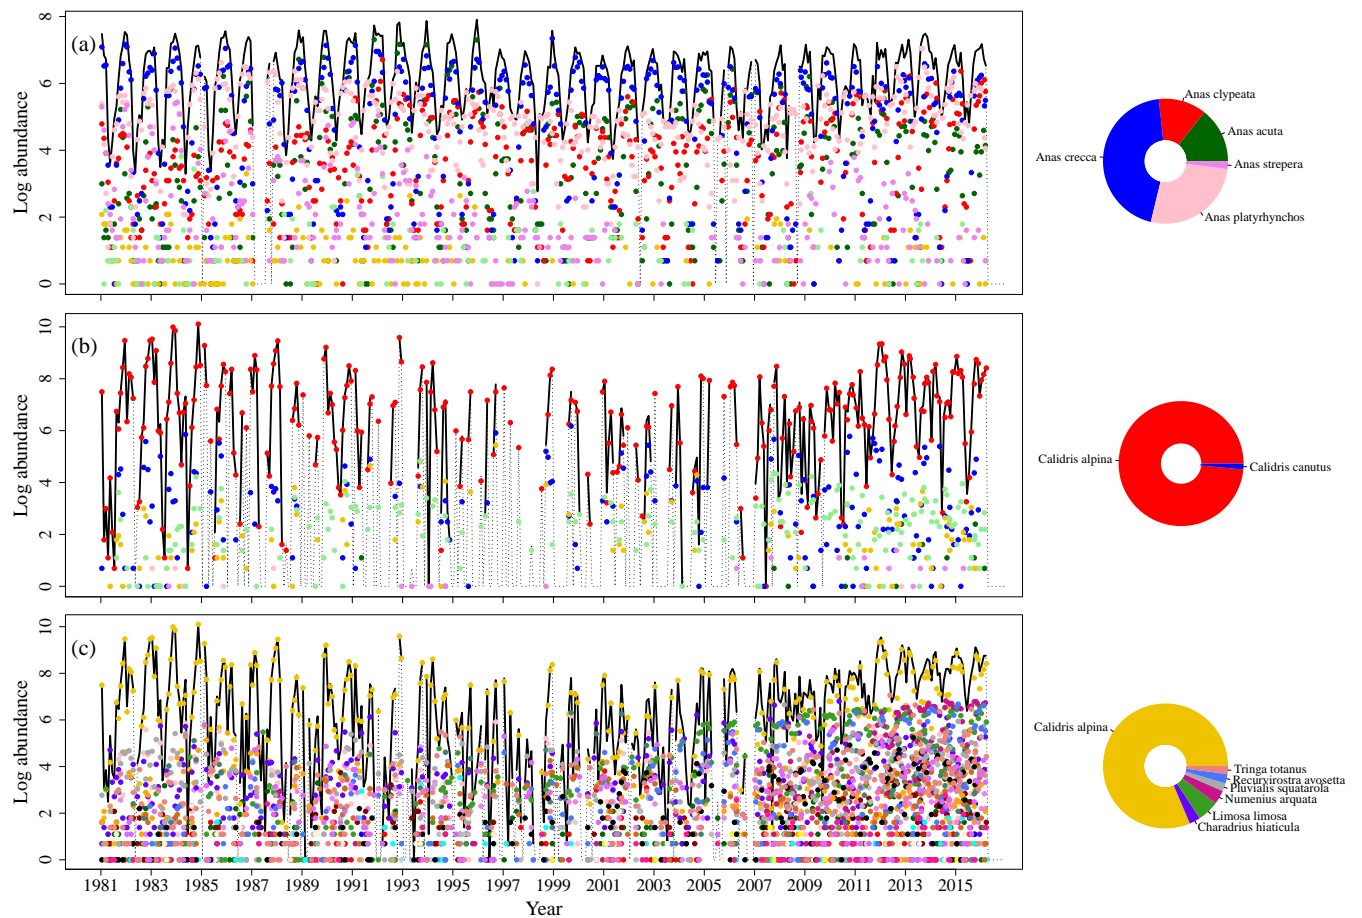 (a)
Log abundance
0 2 4 6 8
Anas clypeata
Anas acuta
Anas crecca
Anas strepera
Anas platyrhynchos
(b)
Log abundance
0 2 4 6 8 10
Calidris alpina
Calidris canutus
(c)
Log abundance
0 2 4 6 8 10
1981 1983 1985 1987 1989 1991 1993 1995 1997 1999 2001 2003 2005 2007 2009 2011 2013 2015
Year
Calidris alpina
Tringa totanus
Recurvirostra avosetta
Pluvialis squatarola
Numenius arquata
Limosa limosa
Charadrius hiaticula